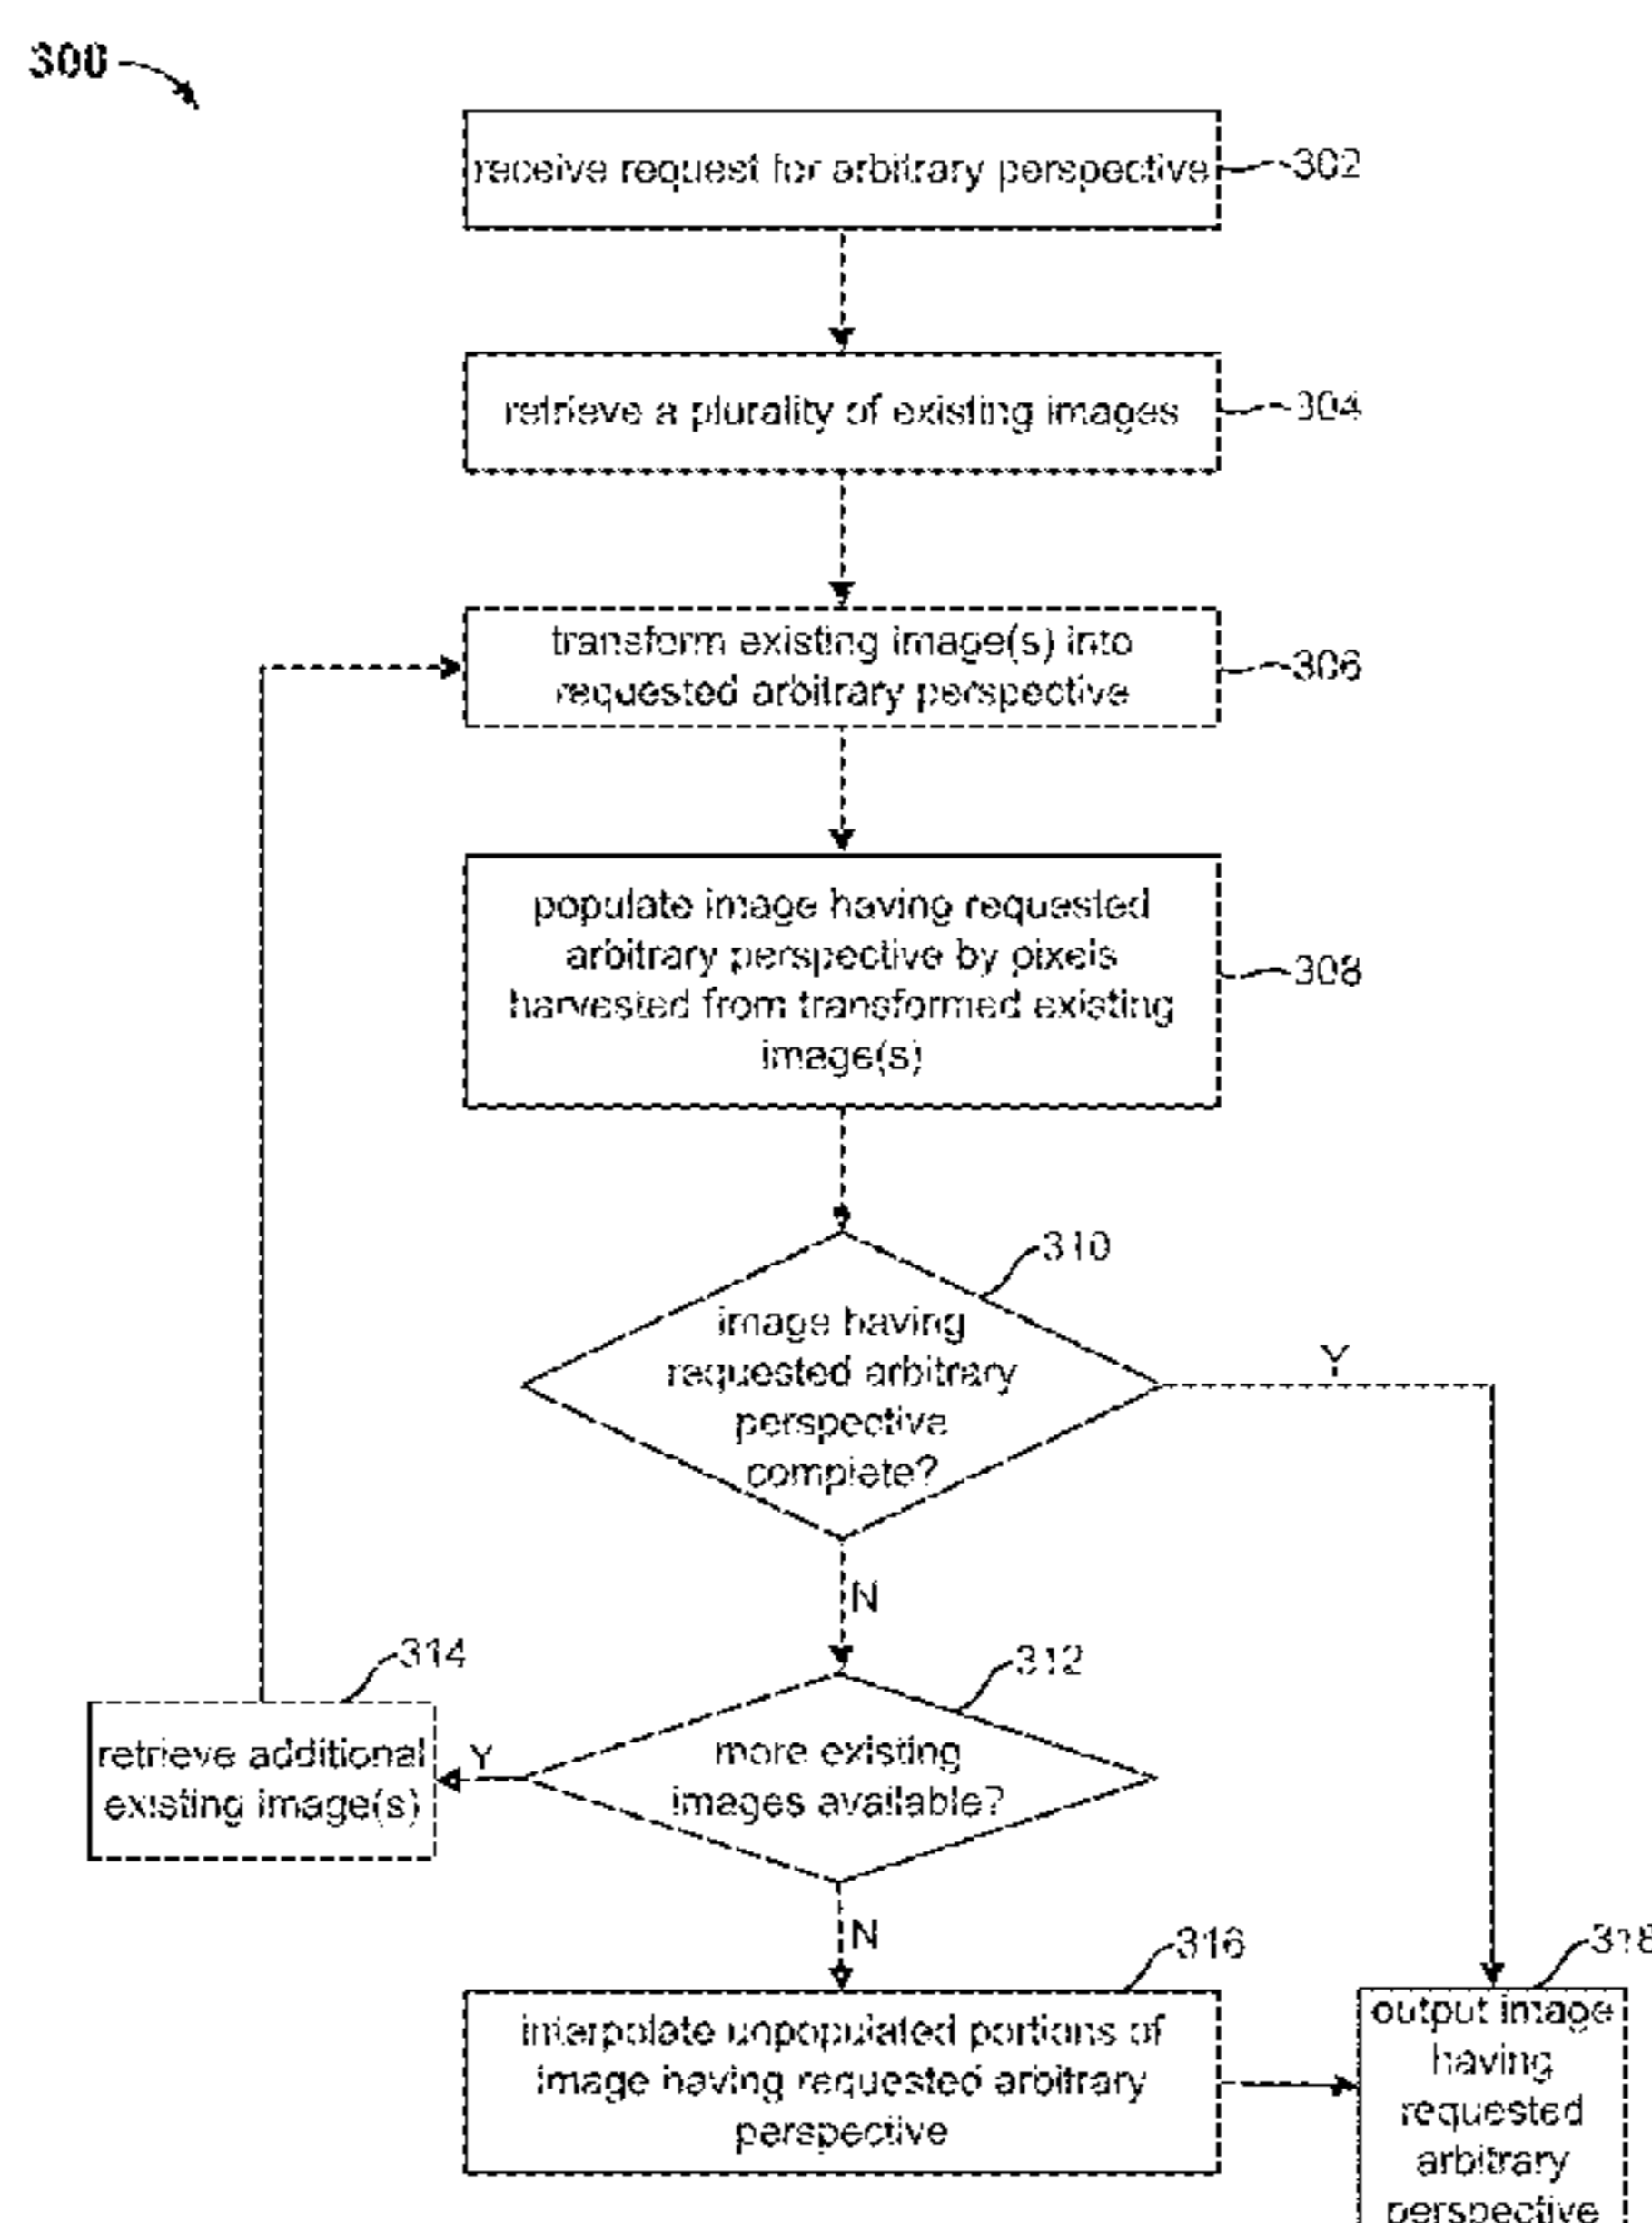 300
receive request for arbitrary perspective
302
retrieve a plurality of existing images
304
transform existing image(s) into
requested arbitrary perspective
306
populate image having requested
arbitrary perspective by pixels
harvested from transformed existing
image(s)
308
310
image having
requested arbitrary
perspective
complete?
Y
N
314
312
retrieve additional
existing image(s)
Y
more existing
images available?
N
316
318
interpolate unpopulated portions of
image having requested arbitrary
perspective
output image
having
requested
arbitrary
perspective